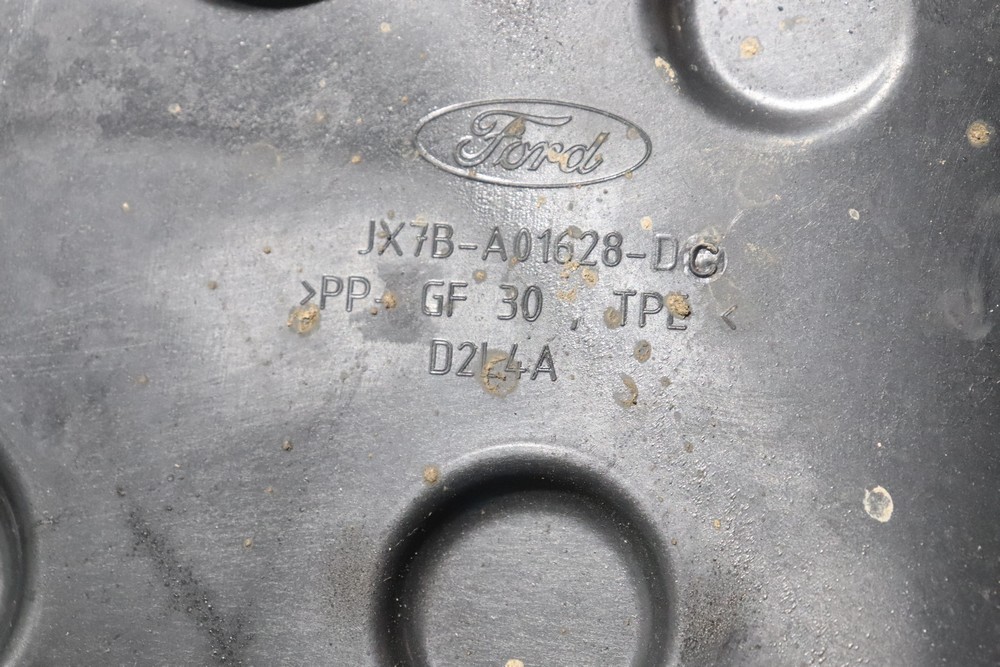 Ford
JX7B-A01628-DC
>PP- GF 30 , TPE <
D2L4A